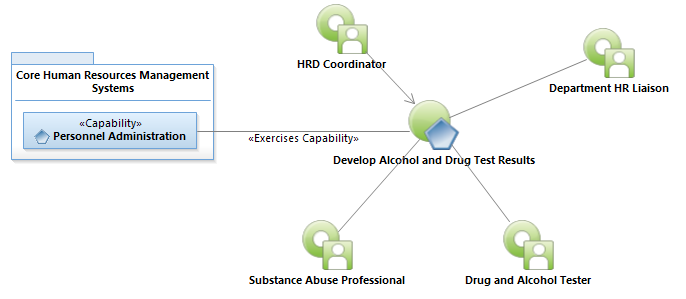 HRD Coordinator
Department HR Liaison
Core Human Resources Management
Systems
«Capability»
Personnel Administration
«Exercises Capability»
Develop Alcohol and Drug Test Results
Substance Abuse Professional
Drug and Alcohol Tester